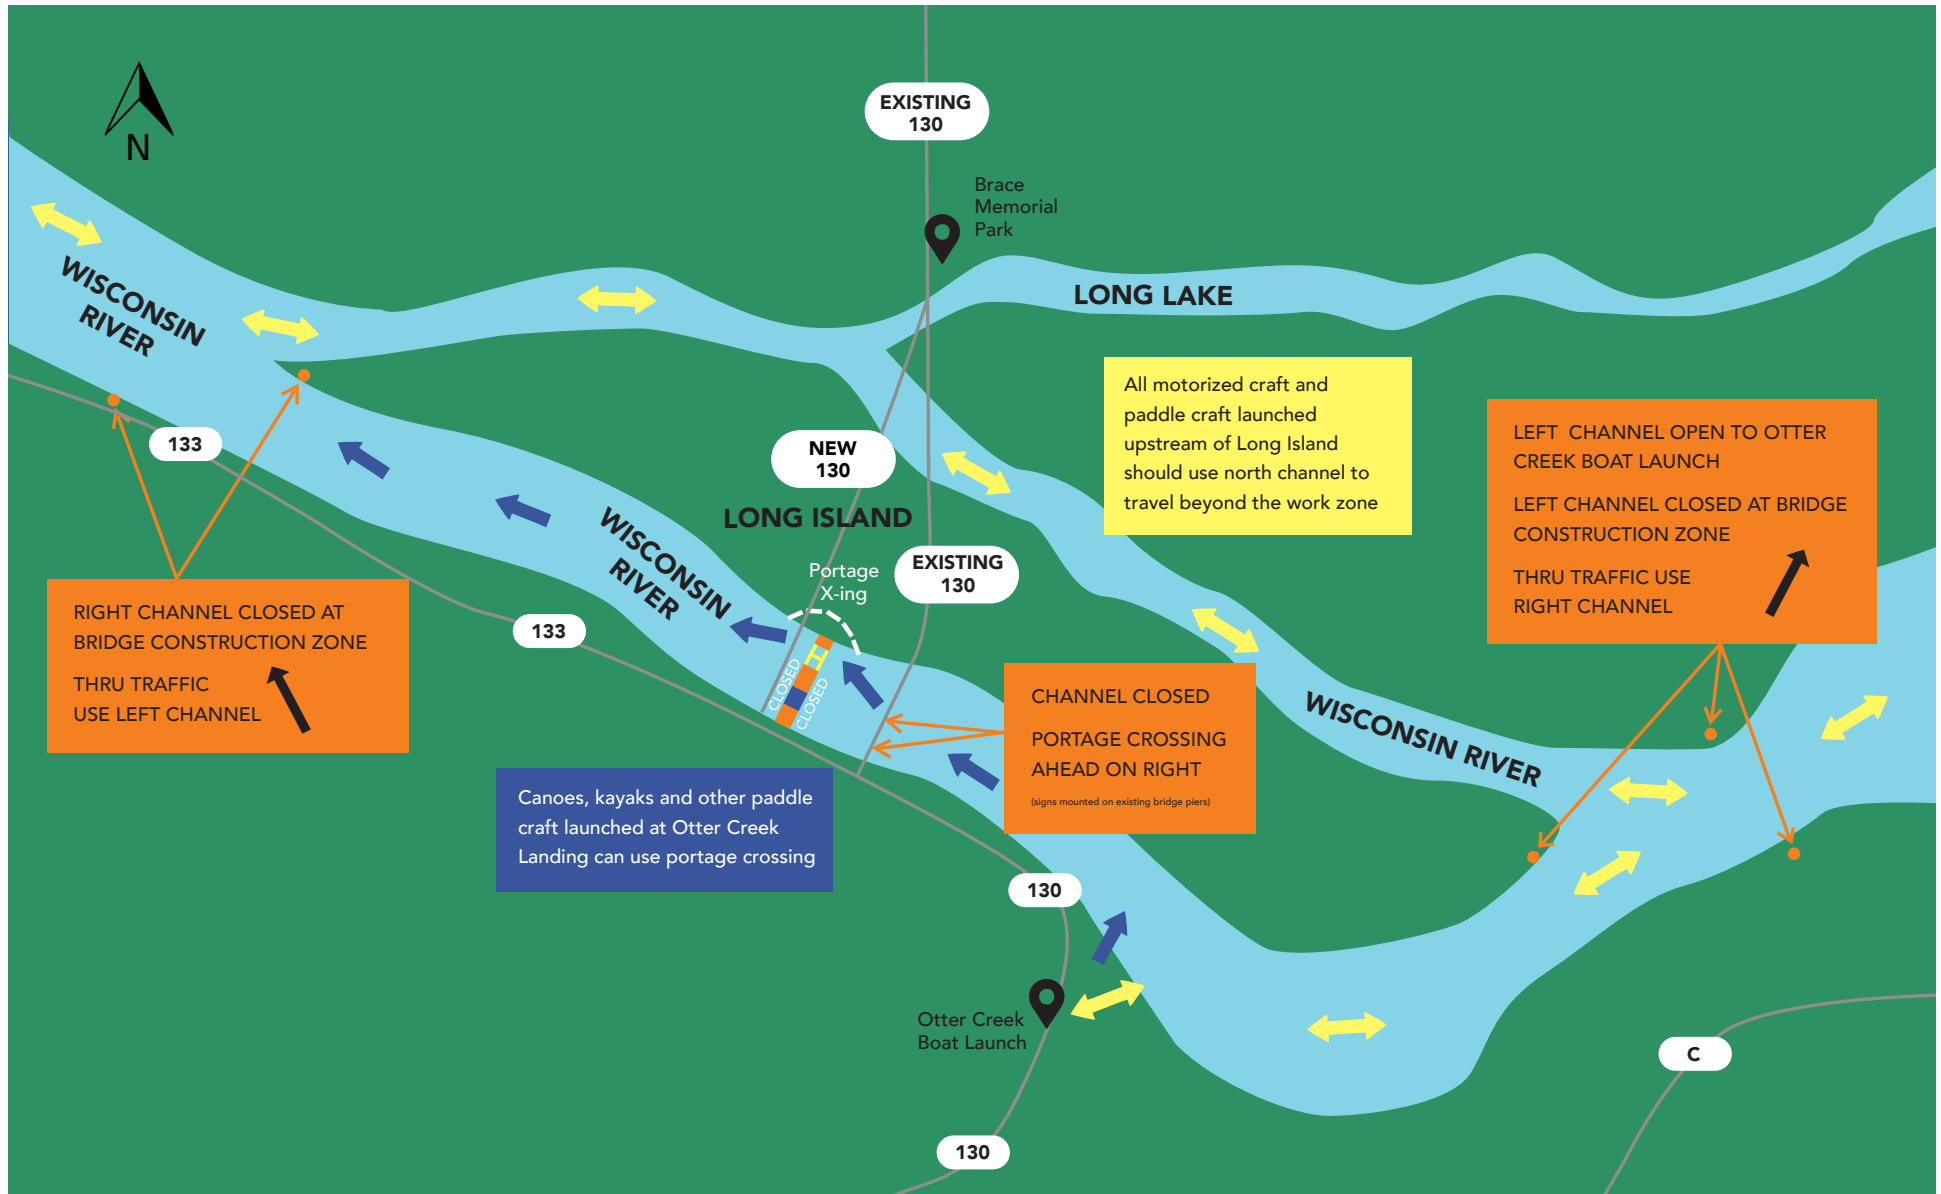 N
EXISTING
130
Brace
Memorial
Park
WISCONSIN
RIVER
LONG LAKE
All motorized craft and
paddle craft launched
upstream of Long Island
should use north channel to
travel beyond the work zone
LEFT CHANNEL OPEN TO OTTER
CREEK BOAT LAUNCH
LEFT CHANNEL CLOSED AT BRIDGE
CONSTRUCTION ZONE
THRU TRAFFIC USE
RIGHT CHANNEL
133
NEW
130
LONG ISLAND
WISCONSIN
RIVER
EXISTING
130
Portage
X-ing
RIGHT CHANNEL CLOSED AT
BRIDGE CONSTRUCTION ZONE
THRU TRAFFIC
USE LEFT CHANNEL
133
CLOSED
CLOSED
CHANNEL CLOSED
PORTAGE CROSSING
AHEAD ON RIGHT
(signs mounted on existing bridge piers)
WISCONSIN RIVER
Canoes, kayaks and other paddle
craft launched at Otter Creek
Landing can use portage crossing
130
Otter Creek
Boat Launch
C
130